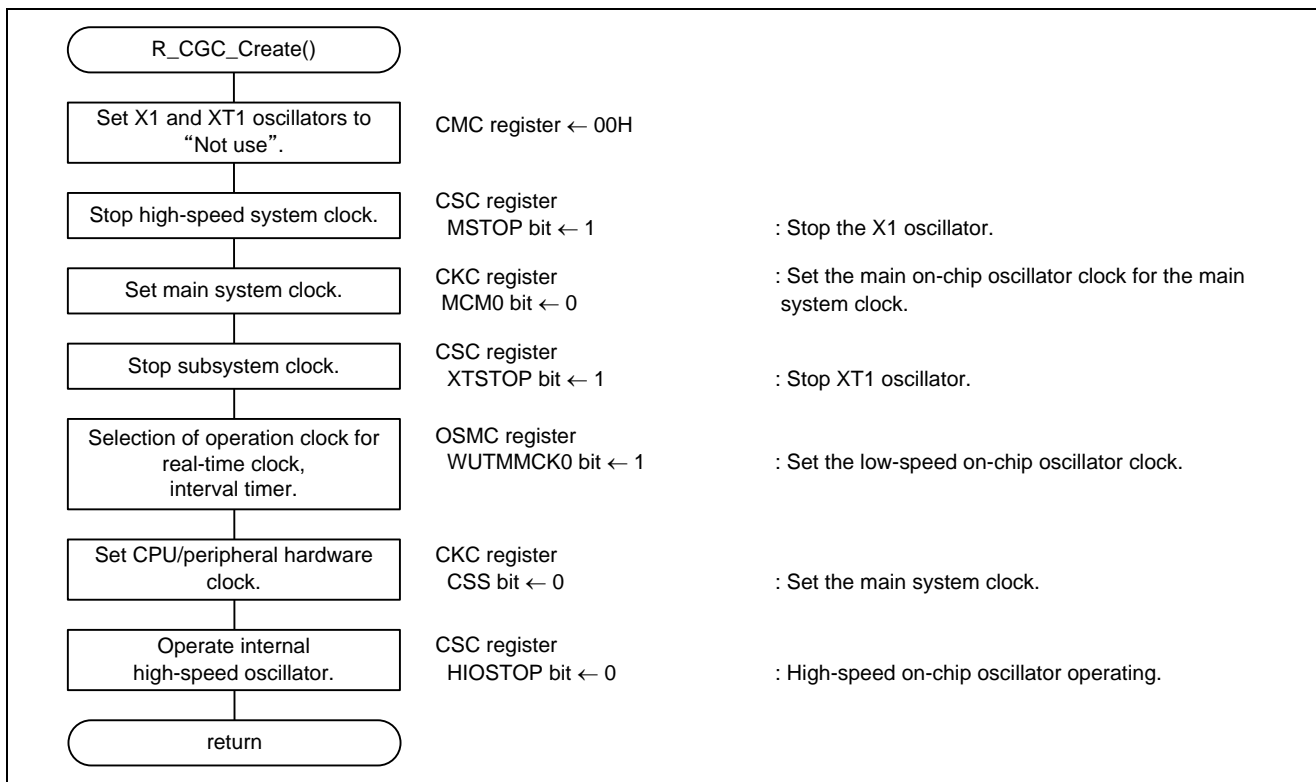 R_CGC_Create()
Set X1 and XT1 oscillators to
“Not use”.
CMC register ← 00H
Stop high-speed system clock.
CSC register
MSTOP bit ← 1
: Stop the X1 oscillator.
Set main system clock.
CKC register
MCM0 bit ← 0
: Set the main on-chip oscillator clock for the main
system clock.
Stop subsystem clock.
CSC register
XTSTOP bit ← 1
: Stop XT1 oscillator.
Selection of operation clock for
real-time clock,
interval timer.
OSMC register
WUTMMCK0 bit ← 1
: Set the low-speed on-chip oscillator clock.
Set CPU/peripheral hardware
clock.
CKC register
CSS bit ← 0
: Set the main system clock.
Operate internal
high-speed oscillator.
CSC register
HIOSTOP bit ← 0
: High-speed on-chip oscillator operating.
return